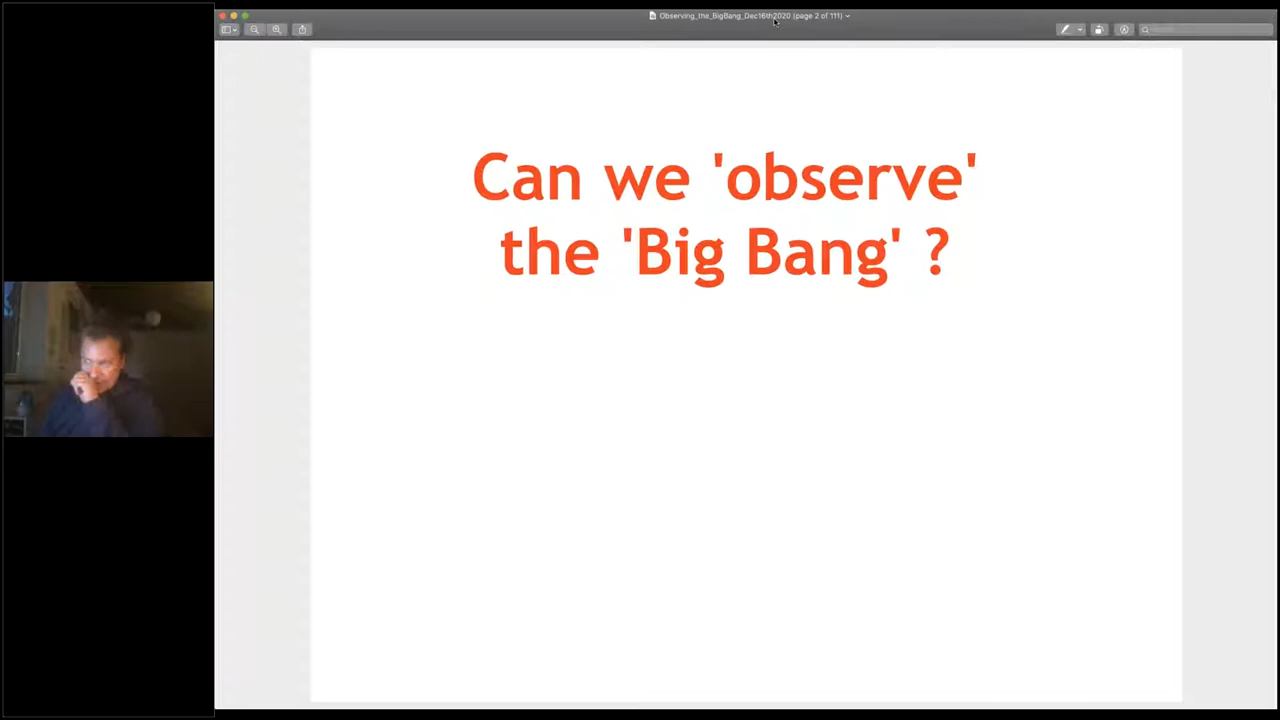 Observing_the_BigBang_Dec16th2020 (page 2 of 111)
Can we 'observe'
the 'Big Bang' ?